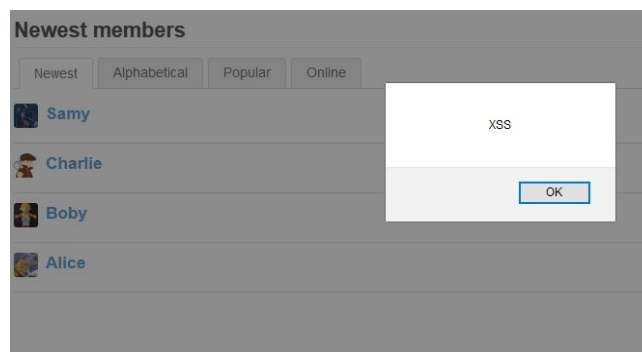 Newest members
Newest Alphabetical Popular Online
Samy
XSS
Charlie
OK
Boby
Alice